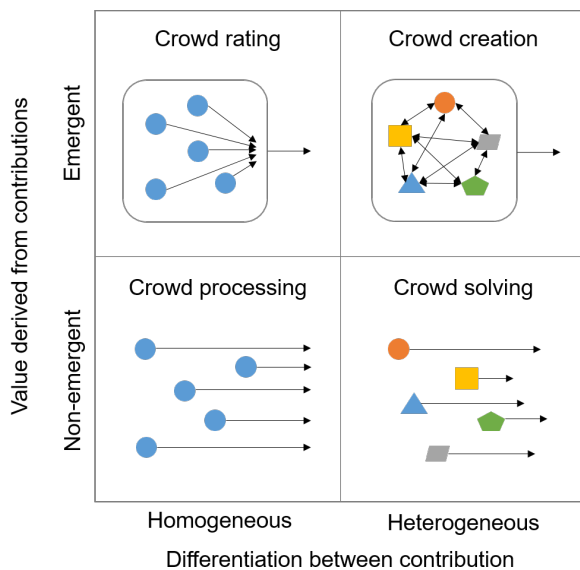 Crowd rating
Crowd creation
Value derived from contributions
Emergent
Crowd processing
Crowd solving
Non-emergent
Homogeneous
Heterogeneous
Differentiation between contribution